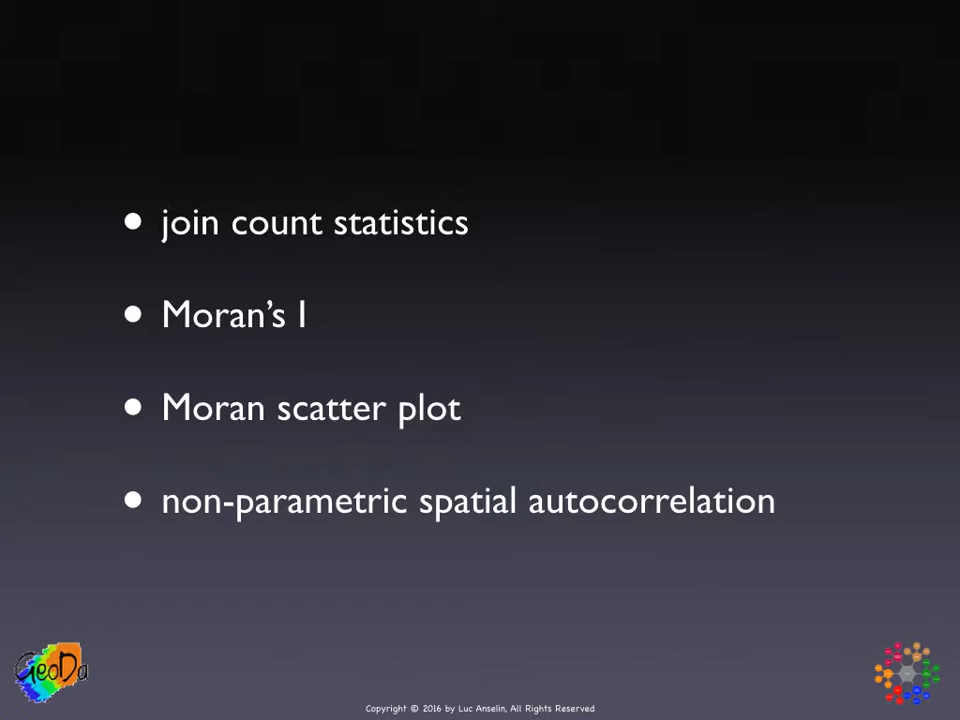 • join count statistics
• Moran’s I
• Moran scatter plot
• non-parametric spatial autocorrelation
GeoDa
Copyright © 2016 by Luc Anselin, All Rights Reserved